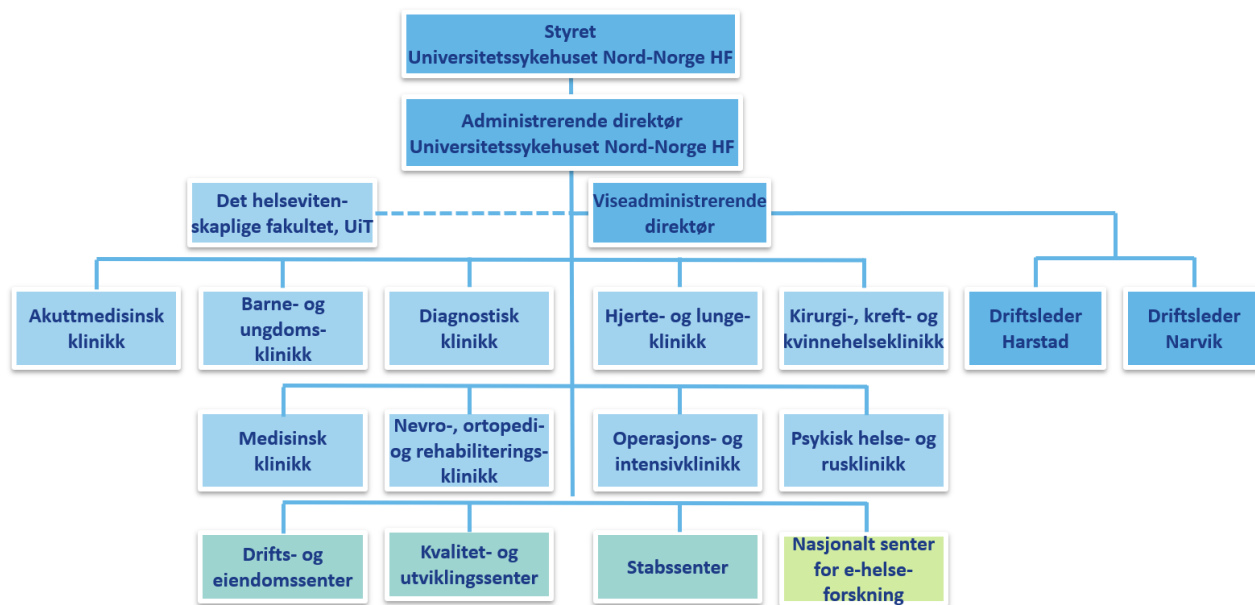 Styret
Universitetssykehuset Nord-Norge HF
Administrerende direktør
Universitetssykehuset Nord-Norge HF
Det helseviten-
skaplige fakultet, UiT
Viseadministrerende
direktør
Akuttmedisinsk
klinikk
Barne- og
ungdoms-
klinikk
Diagnostisk
klinikk
Hjerte- og lunge-
klinikk
Kirurgi-, kreft- og
kvinnehelseklinikk
Driftsleder
Harstad
Driftsleder
Narvik
Medisinsk
klinikk
Nevro-, ortopedi-
og rehabiliterings-
klinikk
Operasjons- og
intensivklinikk
Psykisk helse- og
rusklinikk
Drifts- og
eiendomssenter
Kvalitet- og
utviklingssenter
Stabssenter
Nasjonalt senter
for e-helse-
forskning